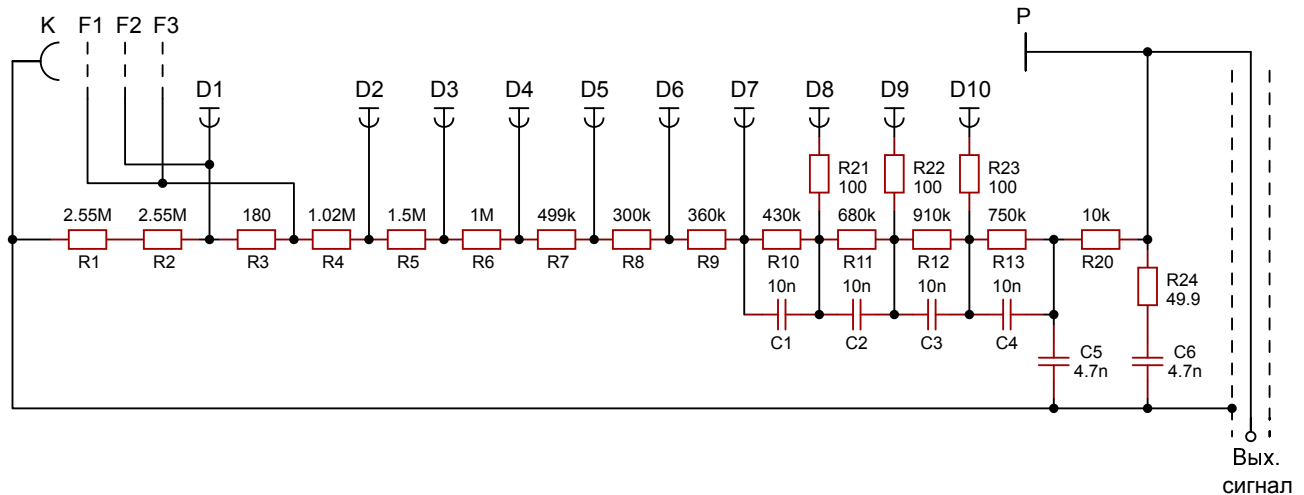 K F1 F2 F3 P
D1 D2 D3 D4 D5 D6 D7 D8 D9 D10
R21 R22 R23
100 100 100
2.55M 2.55M 180 1.02M 1.5M 1M 499k 300k 360k 430k 680k 910k 750k 10k
R1 R2 R3 R4 R5 R6 R7 R8 R9 R10 R11 R12 R13 R20
R24
49.9
10n 10n 10n 10n
C1 C2 C3 C4
C5 C6
4.7n 4.7n
Вых.
сигнал